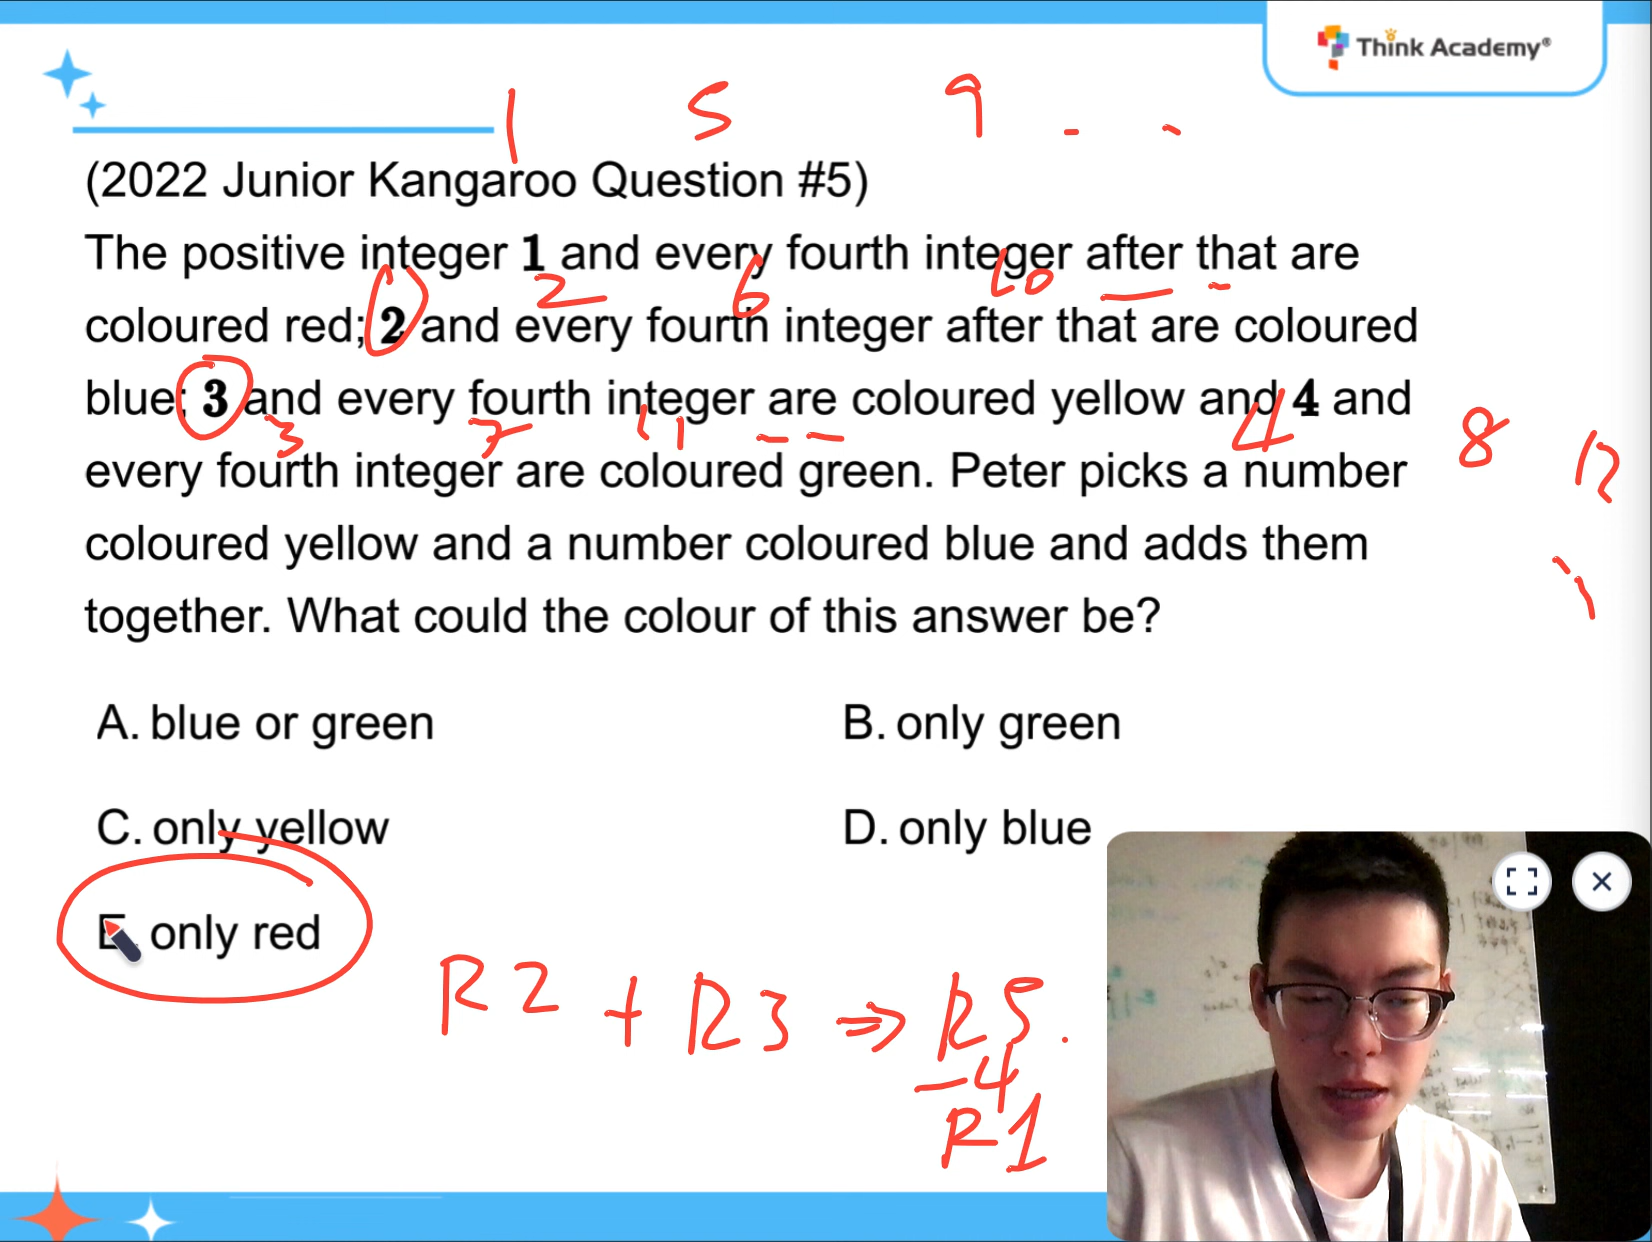 Think Academy®
1 5 9 . .
(2022 Junior Kangaroo Question #5)
The positive integer 1 and every fourth integer after that are
2 6 10
coloured red; 2 and every fourth integer after that are coloured
blue; 3 and every fourth integer are coloured yellow and 4 and
3 7 11 4 8 12
every fourth integer are coloured green. Peter picks a number
coloured yellow and a number coloured blue and adds them
together. What could the colour of this answer be?
A. blue or green
B. only green
C. only yellow
D. only blue
E. only red
R2 + R3 ⇒ R5.
-4
R1